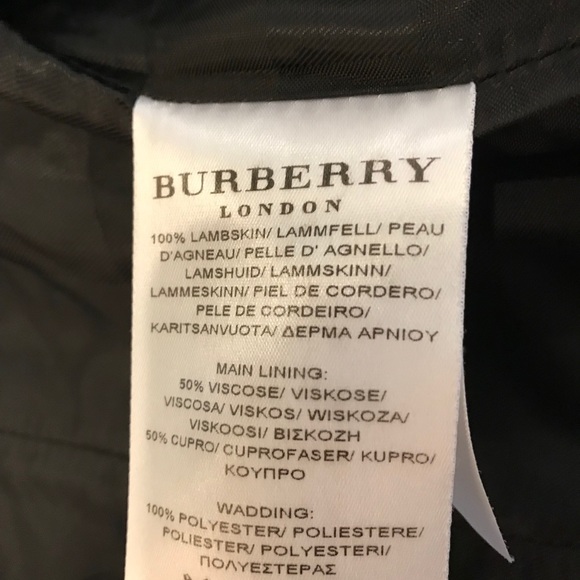 BURBERRY
LONDON
100% LAMBSKIN/ LAMMFELL/ PEAU
D'AGNEAU/ PELLE D' AGNELLO/
LAMSHUID/ LAMMSKINN/
LAMMESKINN/ PIEL DE CORDERO/
PELE DE CORDEIRO/
KARITSANVUOTA/ ΔΕΡΜΑ ΑΡΝΙΟΥ
MAIN LINING:
50% VISCOSE/ VISKOSE/
VISCOSA/ VISKOS/ WISKOZA/
VISKOOSI/ ΒΙΣΚΟΖΗ
50% CUPRO/ CUPROFASER/ KUPRO/
ΚΟΥΠΡΟ
WADDING:
100% POLYESTER/ POLIESTERE/
POLIESTER/ POLYESTERI/
ΠΟΛΥΕΣΤΕΡΑΣ